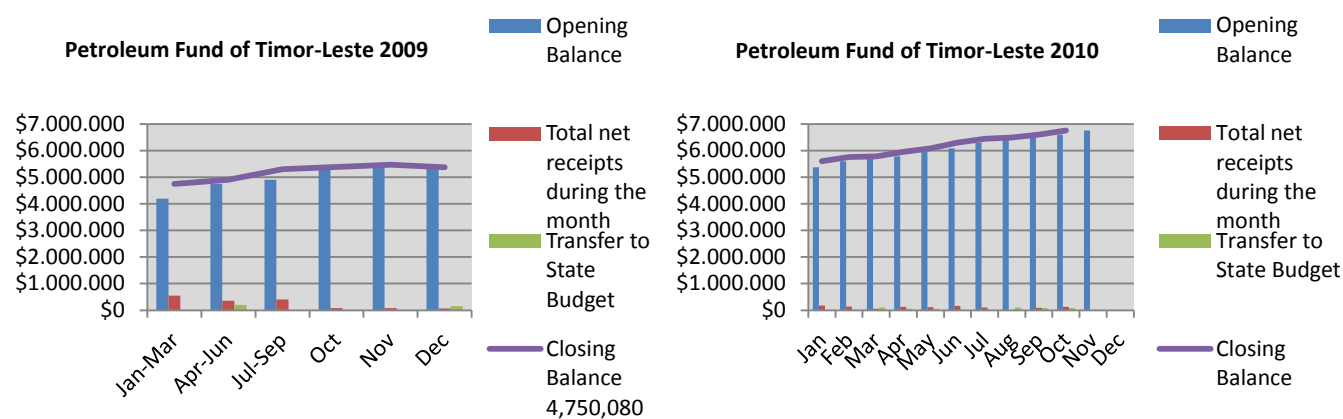 Petroleum Fund of Timor-Leste 2009
$7.000.000
$6.000.000
$5.000.000
$4.000.000
$3.000.000
$2.000.000
$1.000.000
$0
Jan-Mar
Apr-Jun
Jul-Sep
Oct
Nov
Dec
Opening
Balance
Total net
receipts
during the
month
Transfer to
State
Budget
Closing
Balance
4,750,080
Petroleum Fund of Timor-Leste 2010
$7.000.000
$6.000.000
$5.000.000
$4.000.000
$3.000.000
$2.000.000
$1.000.000
$0
Jan
Feb
Mar
Apr
May
Jun
Jul
Aug
Sep
Oct
Nov
Dec
Opening
Balance
Total net
receipts
during the
month
Transfer to
State Budget
Closing
Balance